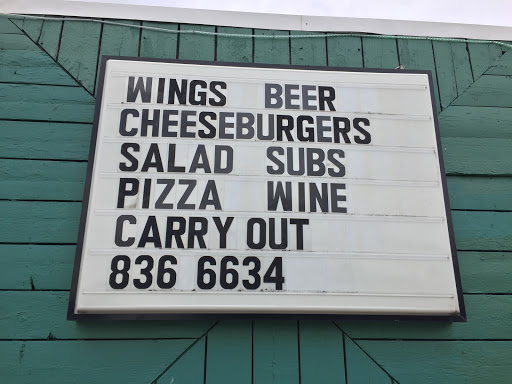 WINGS BEER
CHEESEBURGERS
SALAD SUBS
PIZZA WINE
CARRY OUT
836 6634